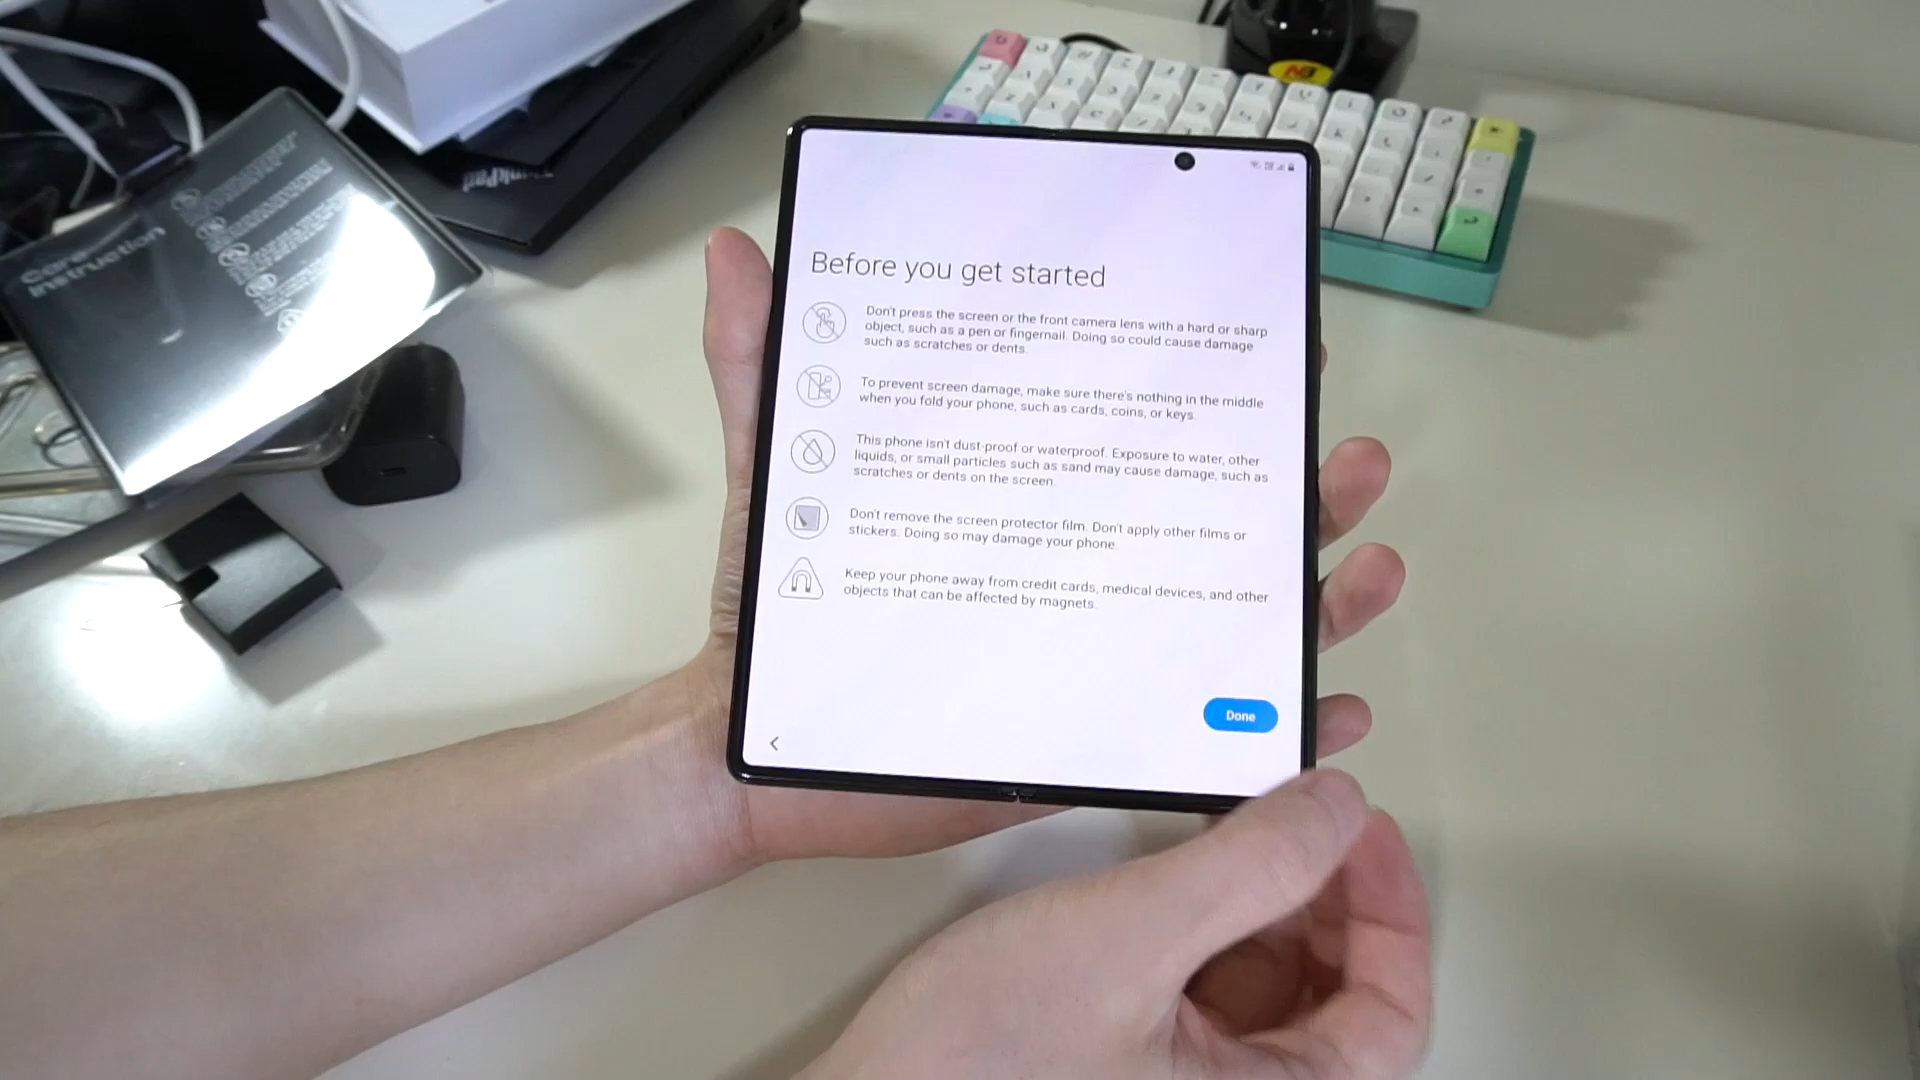 Before you get started
Don't press the screen or the front camera lens with a hard or sharp
object, such as a pen or fingernail. Doing so could cause damage
such as scratches or dents.
To prevent screen damage, make sure there's nothing in the middle
when you fold your phone, such as cards, coins, or keys.
This phone isn't dust-proof or waterproof. Exposure to water, other
liquids, or small particles such as sand may cause damage, such as
scratches or dents on the screen.
Don't remove the screen protector film. Don't apply other films or
stickers. Doing so may damage your phone.
Keep your phone away from credit cards, medical devices, and other
objects that can be affected by magnets.
Done
Care
Instruction
ThinkPad